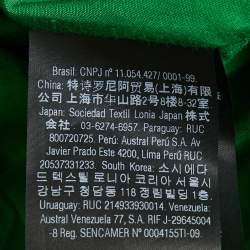 Brasil: CNPJ nº 11.054.427/ 0001-99.
China: 特诗罗尼阿贸易(上海)有限公司
上海市华山路2号8楼8-32室
Japan: Sociedad Textil Lonia Japan 株式会
社 03-6274-6957. Paraguay: RUC
800720725. Perú: Austral Perú S.A. Av
Javier Prado Este 4200, Lima Perú RUC
20537331233. South Korea: 소시에다
드 텍스틸 로니아 코리아 서울시
강남구 청담동 118 정림빌딩 1층
Uruguay: RUC 214933930014. Venezuela:
Austral Venezuela 77, S.A. RIF J-29645004
-8 Reg. SENCAMER Nº 0004155TI-09.